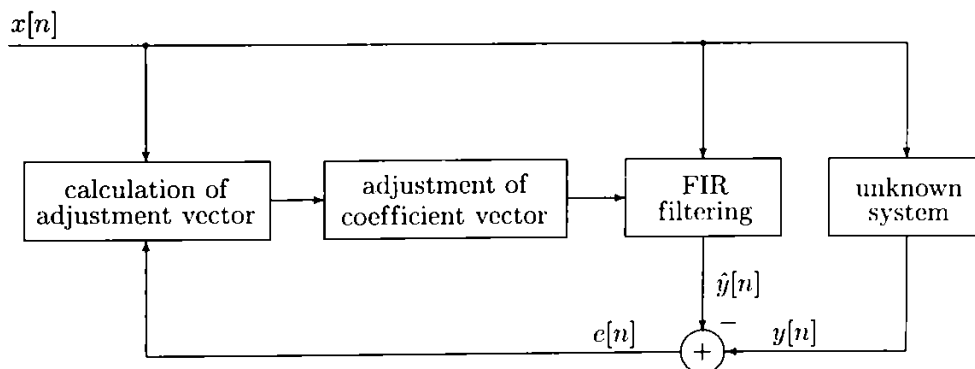 x[n]
calculation of
adjustment vector
adjustment of
coefficient vector
FIR
filtering
unknown
system
ŷ[n]
−
e[n]
+
y[n]